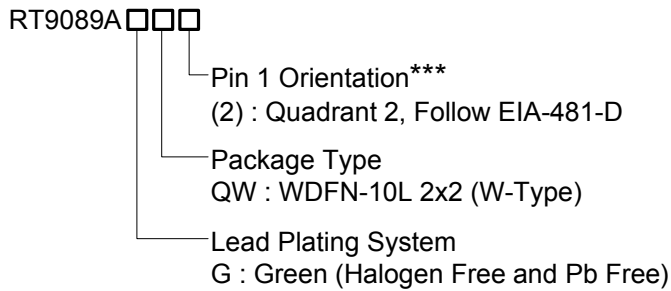 RT9089A□□□
Pin 1 Orientation***
(2) : Quadrant 2, Follow EIA-481-D
Package Type
QW : WDFN-10L 2x2 (W-Type)
Lead Plating System
G : Green (Halogen Free and Pb Free)